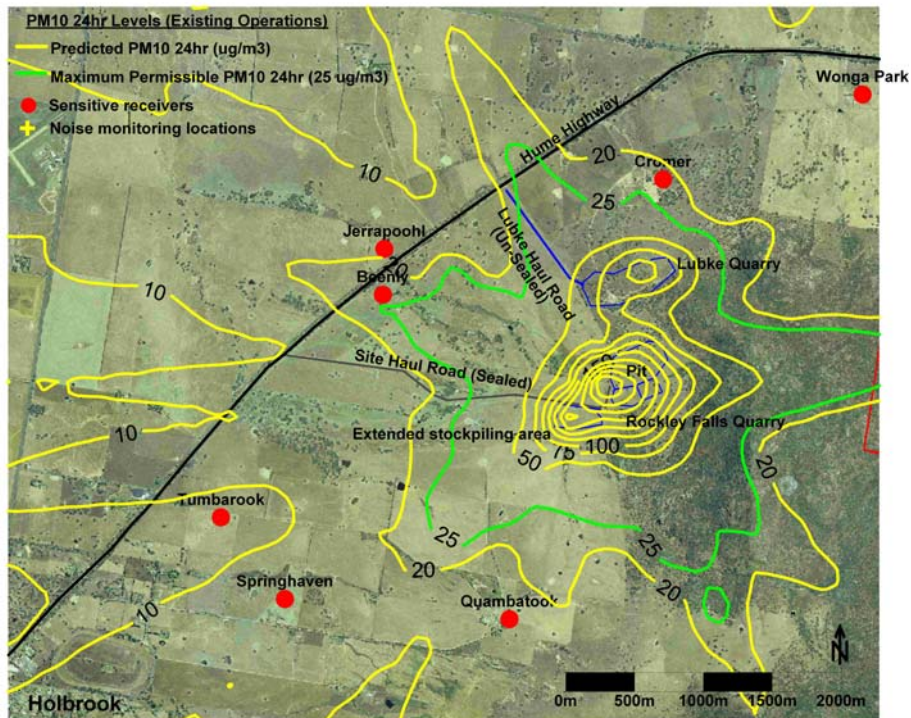 PM10 24hr Levels (Existing Operations)
Predicted PM10 24hr (ug/m3)
Maximum Permissible PM10 24hr (25 ug/m3)
Sensitive receivers
Noise monitoring locations
Wonga Park
Hume Highway
20
Cromer
10
25
Jerrapoohl
Lubke Haul Road
(Un-Sealed)
20
Lubke Quarry
10
Beemy
Site Haul Road (Sealed)
Pit
Rockley Falls Quarry
10
Extended stockpiling area
75
100
50
20
Tumbarook
25
25
20
20
Springhaven
10
Quambatook
N
Holbrook
0m 500m 1000m 1500m 2000m